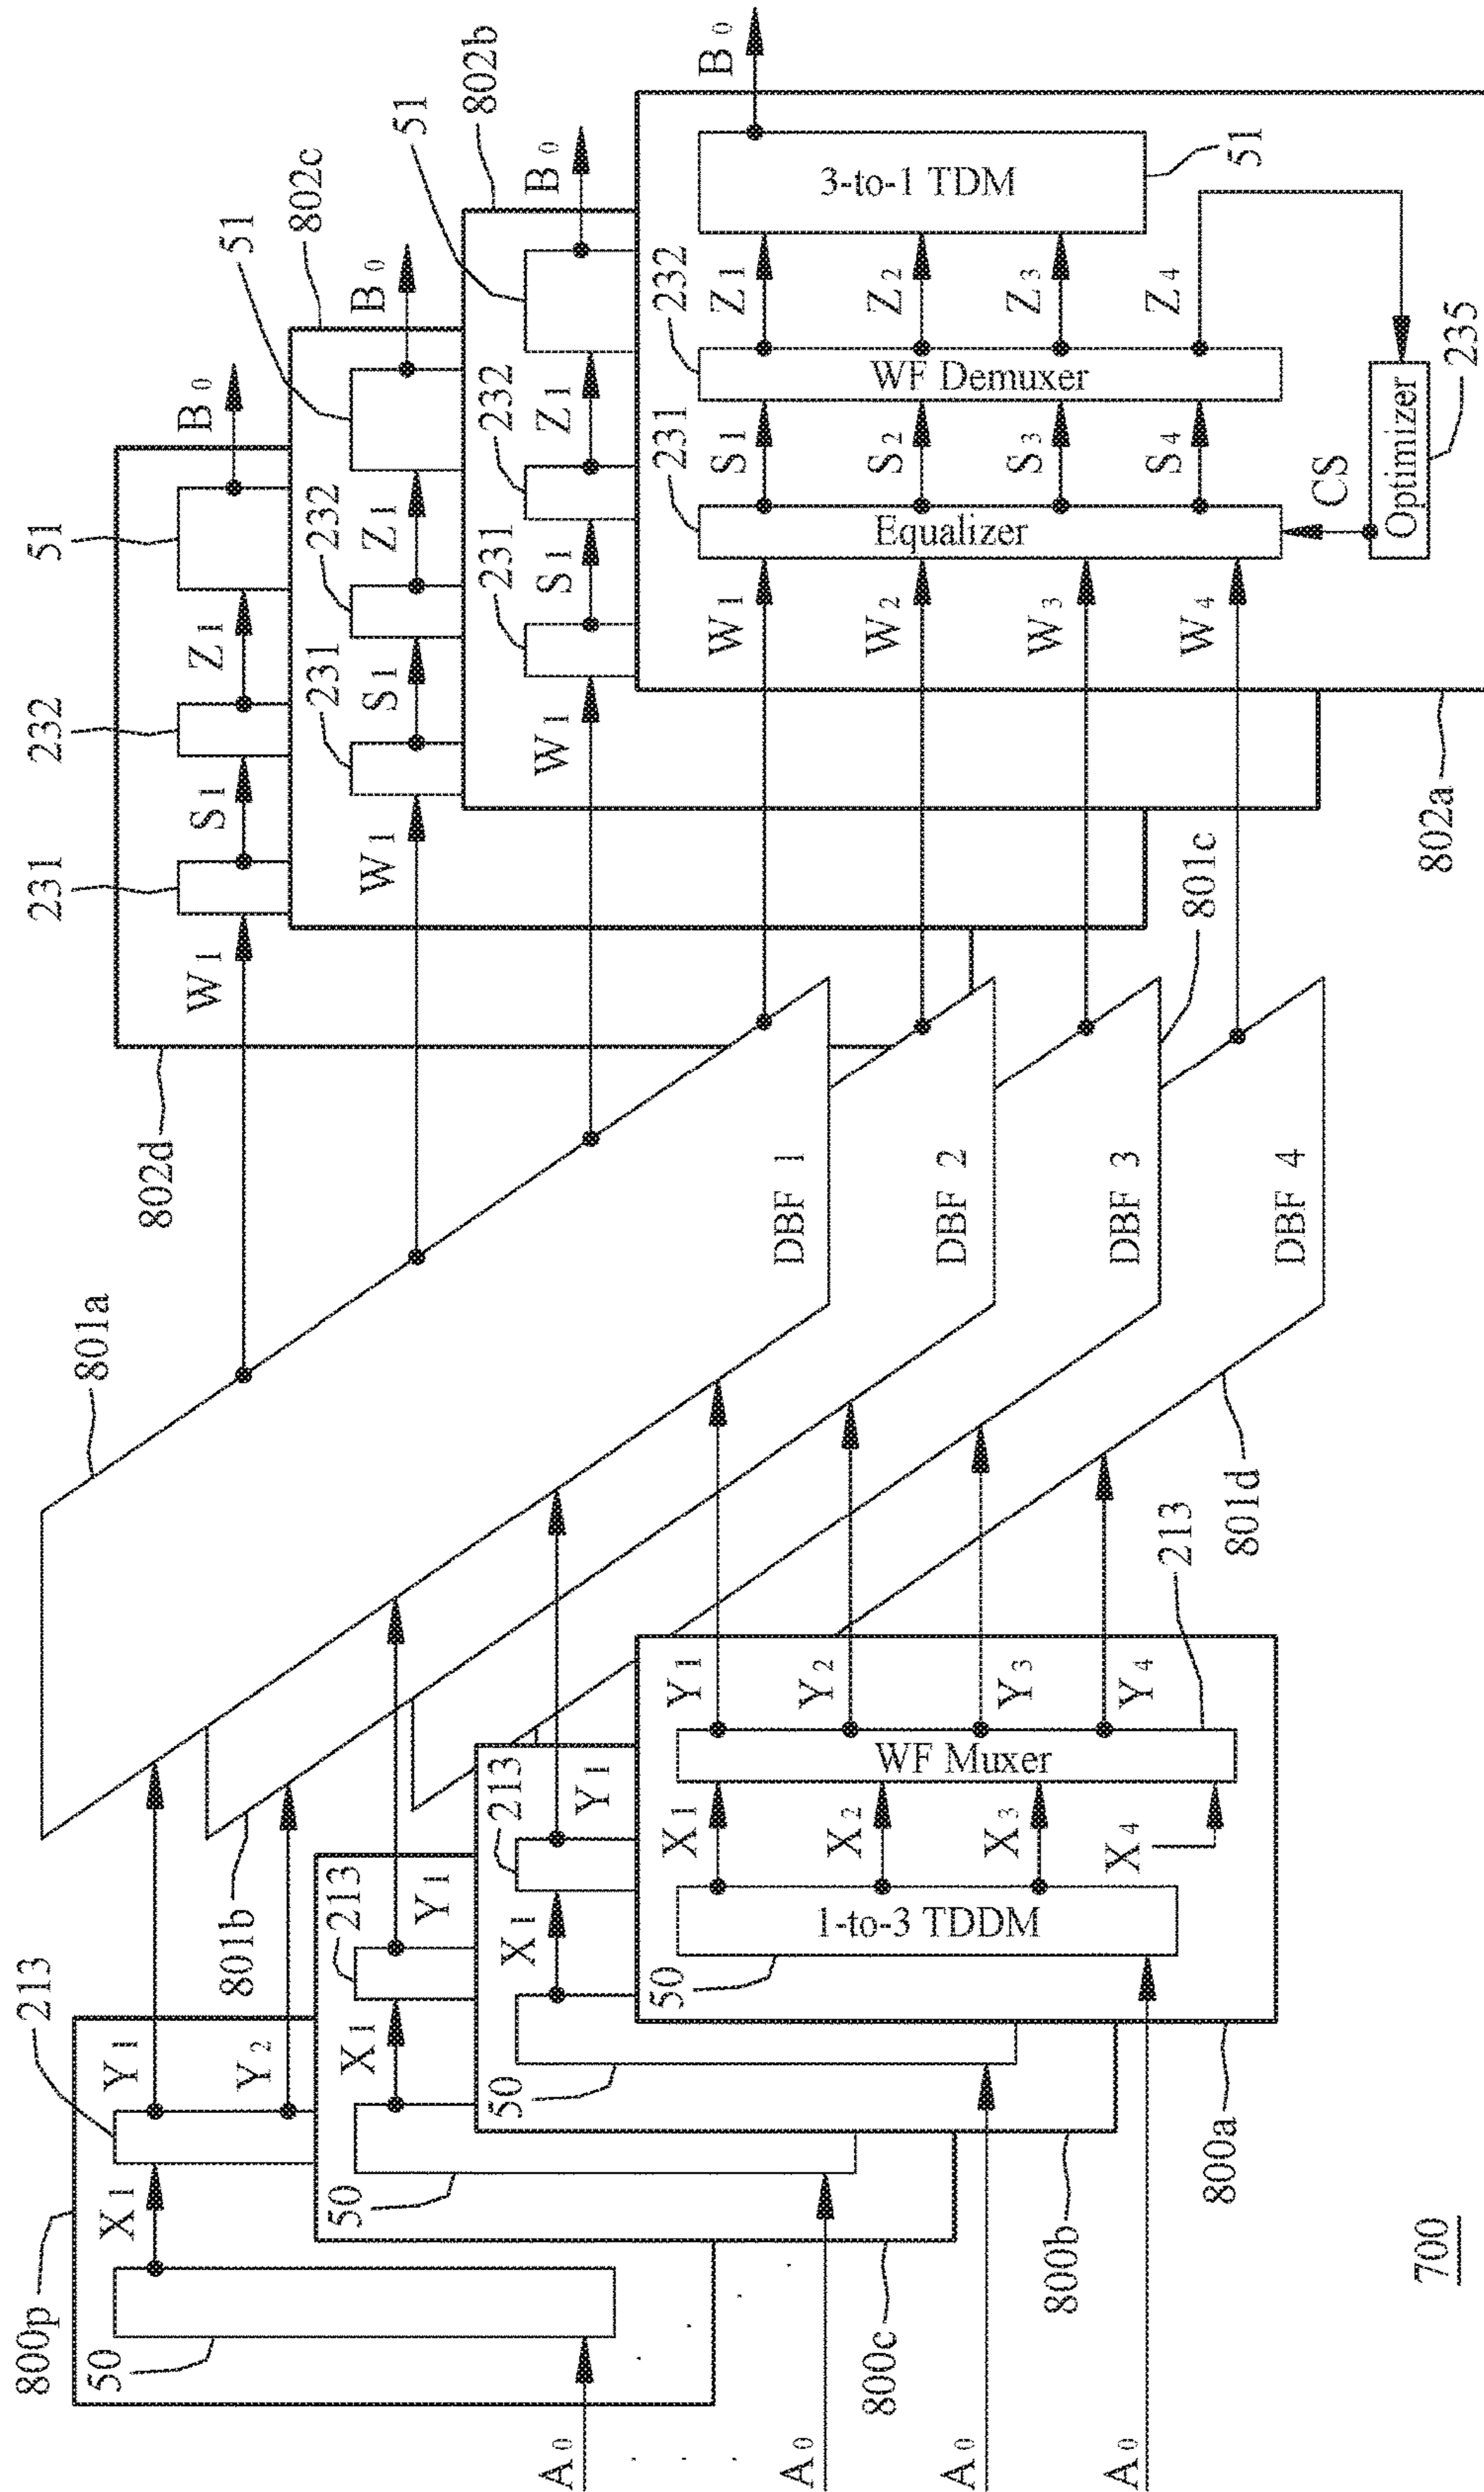 800p
50
X1
213
Y1
Y2
A0
800c
50
X1
213
Y1
A0
800b
50
X1
213
Y1
A0
800a
50
1-to-3 TDDM
X1
X2
X3
X4
WF Muxer
213
Y1
Y2
Y3
Y4
A0
801a
801b
801c
801d
DBF 1
DBF 2
DBF 3
DBF 4
802d
W1
231
S1
232
Z1
51
B0
802c
W1
231
S1
232
Z1
51
B0
802b
W1
231
S1
232
Z1
51
B0
802a
W1
W2
W3
W4
231
Equalizer
S1
S2
S3
S4
232
WF Demuxer
Z1
Z2
Z3
Z4
3-to-1 TDM
51
B0
CS
Optimizer
235
700